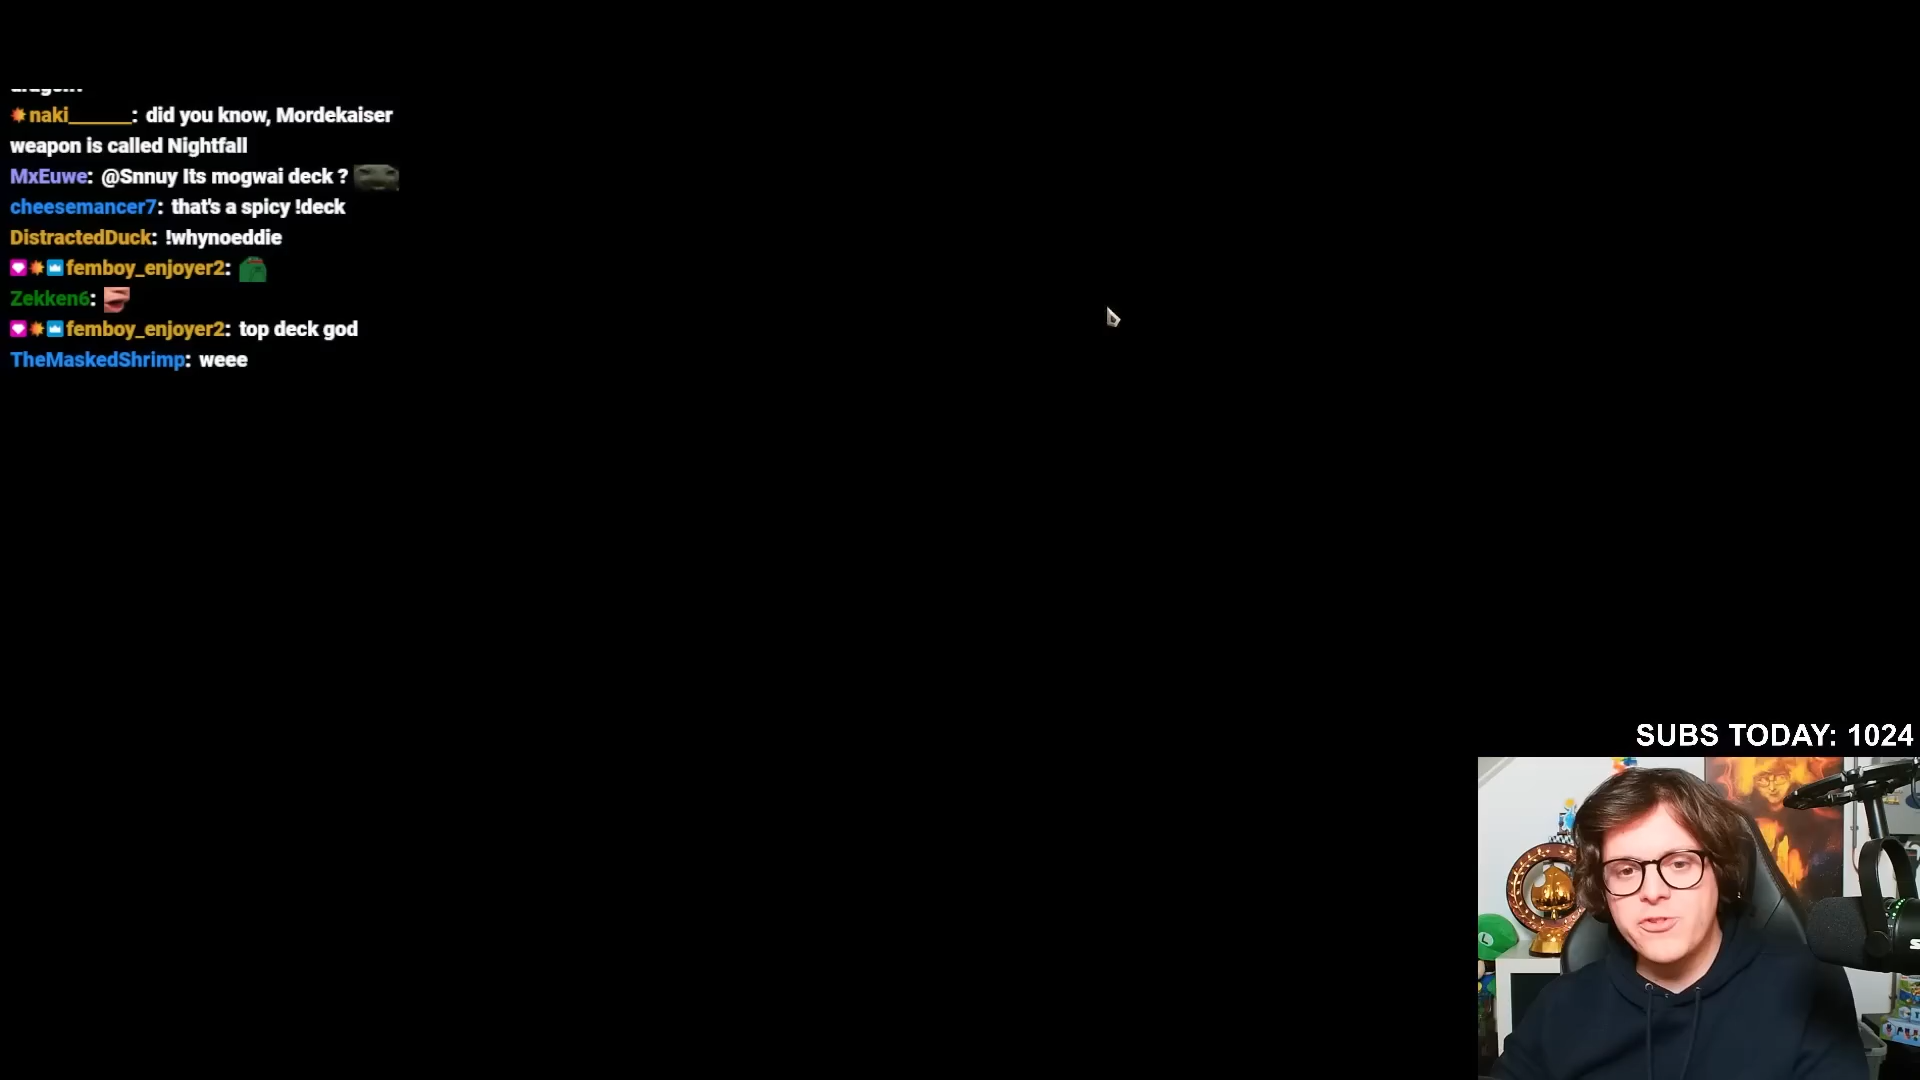 naki_______: did you know, Mordekaiser
weapon is called Nightfall
MxEuwe: @Snnuy Its mogwai deck ?
cheesemancer7: that's a spicy !deck
DistractedDuck: !whynoeddie
femboy_enjoyer2:
Zekken6:
femboy_enjoyer2: top deck god
TheMaskedShrimp: weee
SUBS TODAY: 1024
L
S